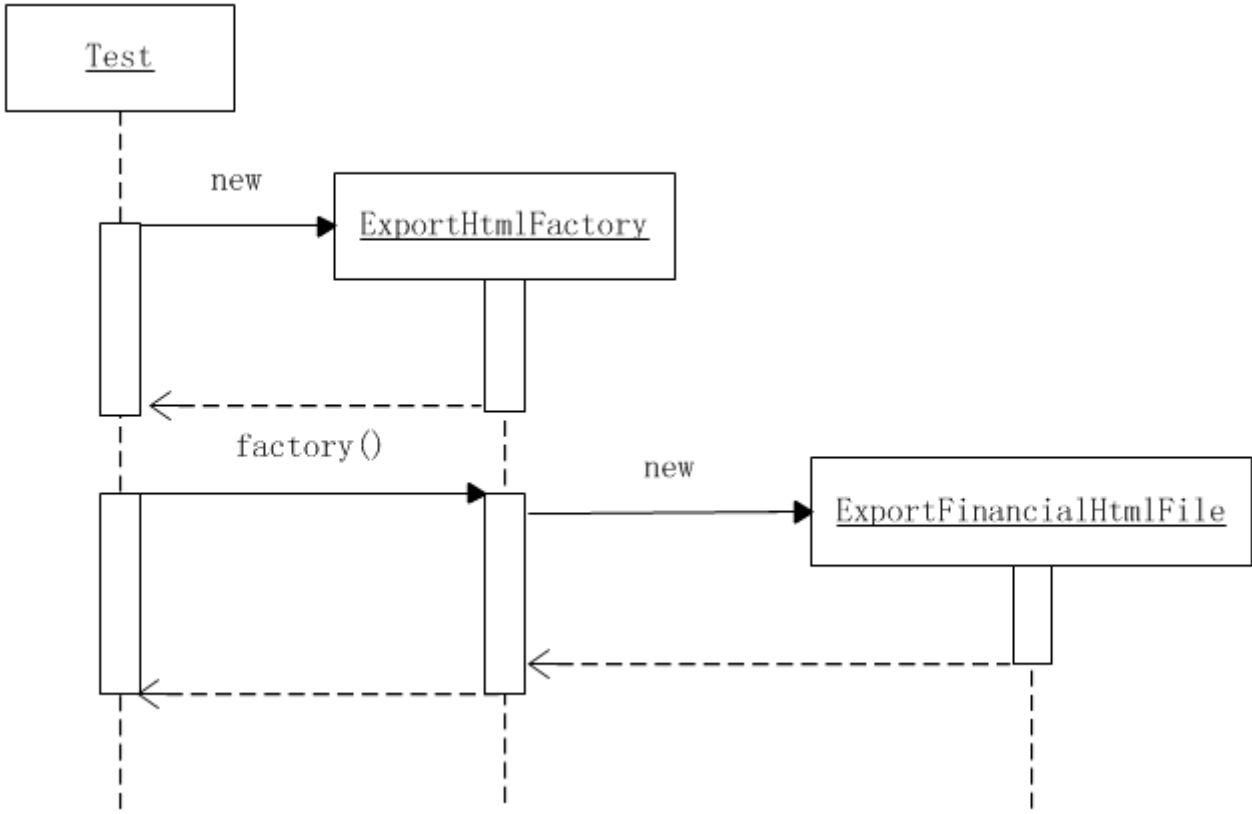 Test
new
ExportHtmlFactory
factory()
new
ExportFinancialHtmlFile